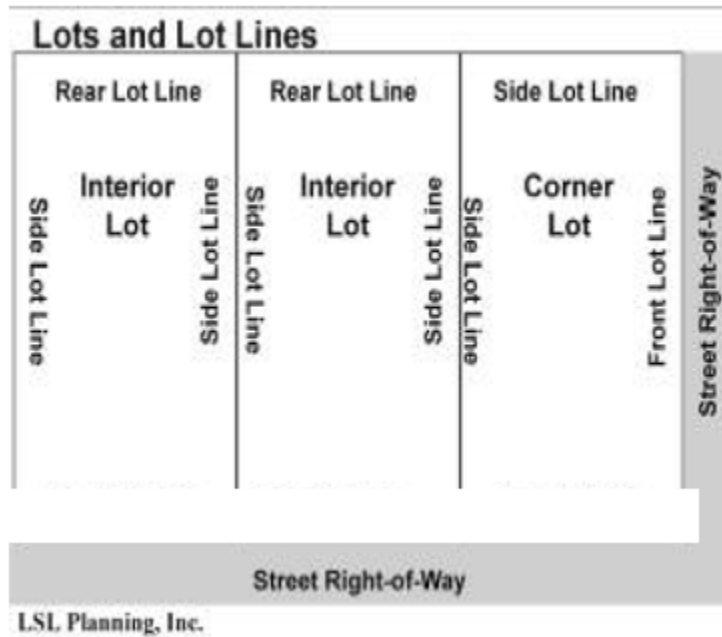 Lots and Lot Lines
Rear Lot Line
Rear Lot Line
Side Lot Line
Interior
Lot
Interior
Lot
Corner
Lot
Side Lot Line
Side Lot Line
Side Lot Line
Side Lot Line
Side Lot Line
Front Lot Line
Street Right-of-Way
Street Right-of-Way
LSL Planning, Inc.